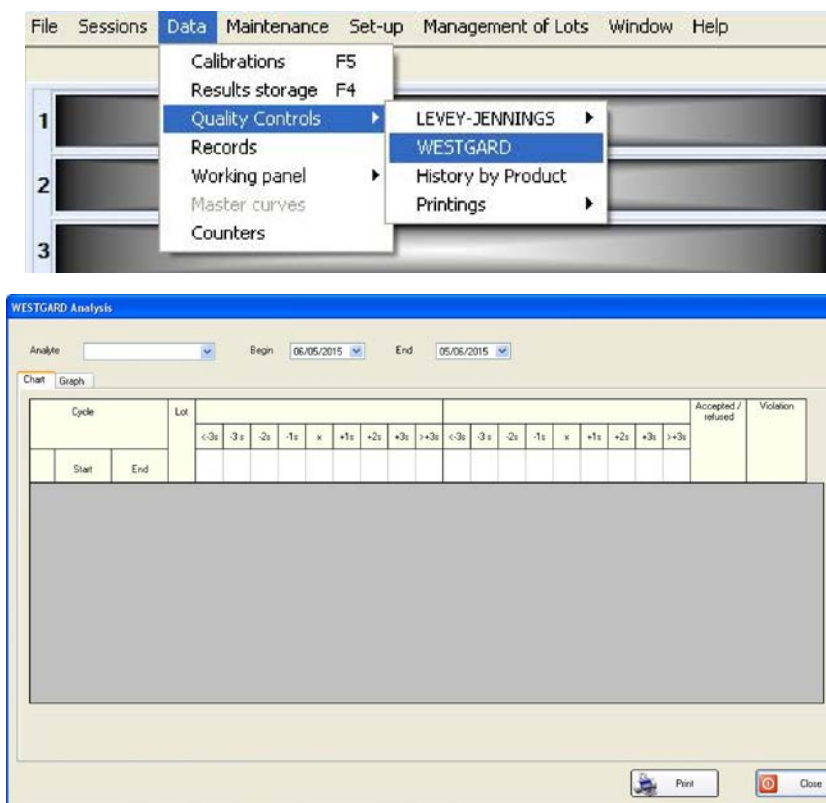 File Sessions Data Maintenance Set-up Management of Lots Window Help
Calibrations F5
Results storage F4
Quality Controls
Records
Working panel
Master curves
Counters
LEVEY-JENNINGS
WESTGARD
History by Product
Printings
1
2
3
WESTGARD Analysis
Analyte Begin 06/05/2015 End 05/06/2015
Chart Graph
Cycle Lot Accepted / refused Violation
<-3s -3 s -2s -1s x +1s +2s +3s >+3s <-3s -3 s -2s -1s x +1s +2s +3s >+3s
Start End
Print Close